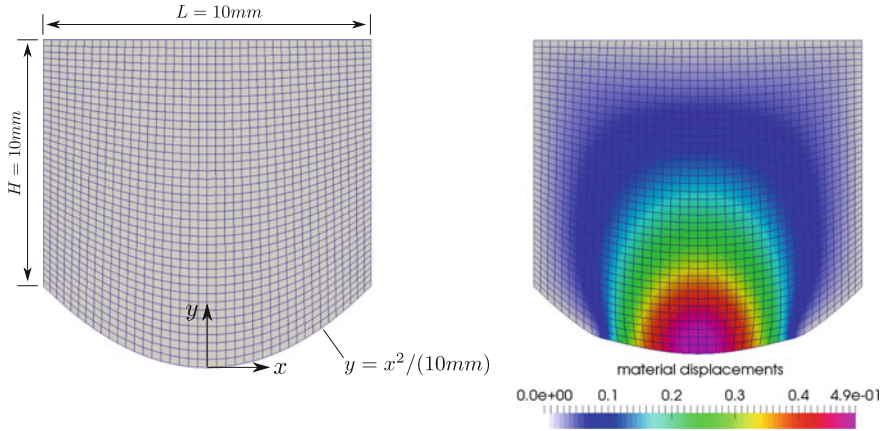 L = 10mm
H = 10mm
y
x
y = x²/(10mm)
material displacements
0.0e+00 0.1 0.2 0.3 0.4 4.9e-01